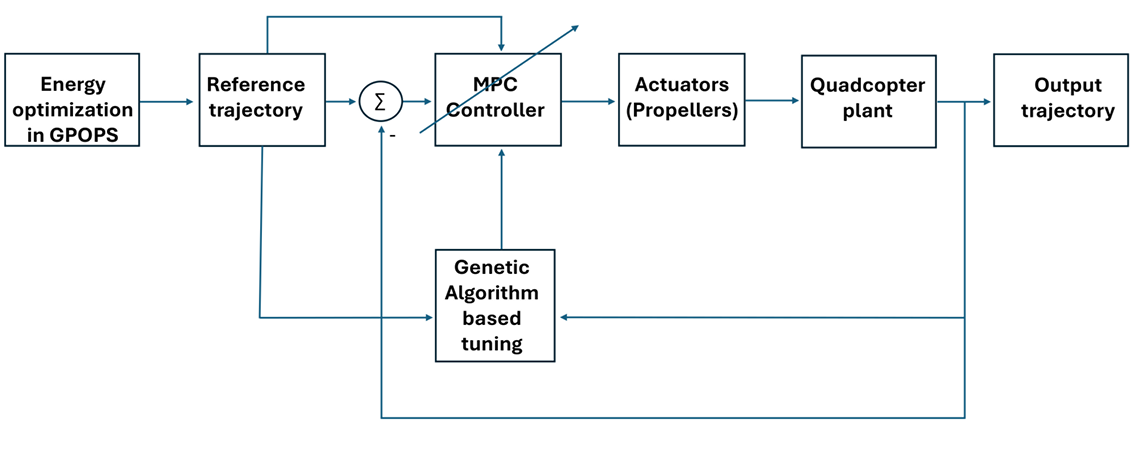 Energy
optimization
in GPOPS
Reference
trajectory
Σ
-
MPC
Controller
Actuators
(Propellers)
Quadcopter
plant
Output
trajectory
Genetic
Algorithm
based
tuning